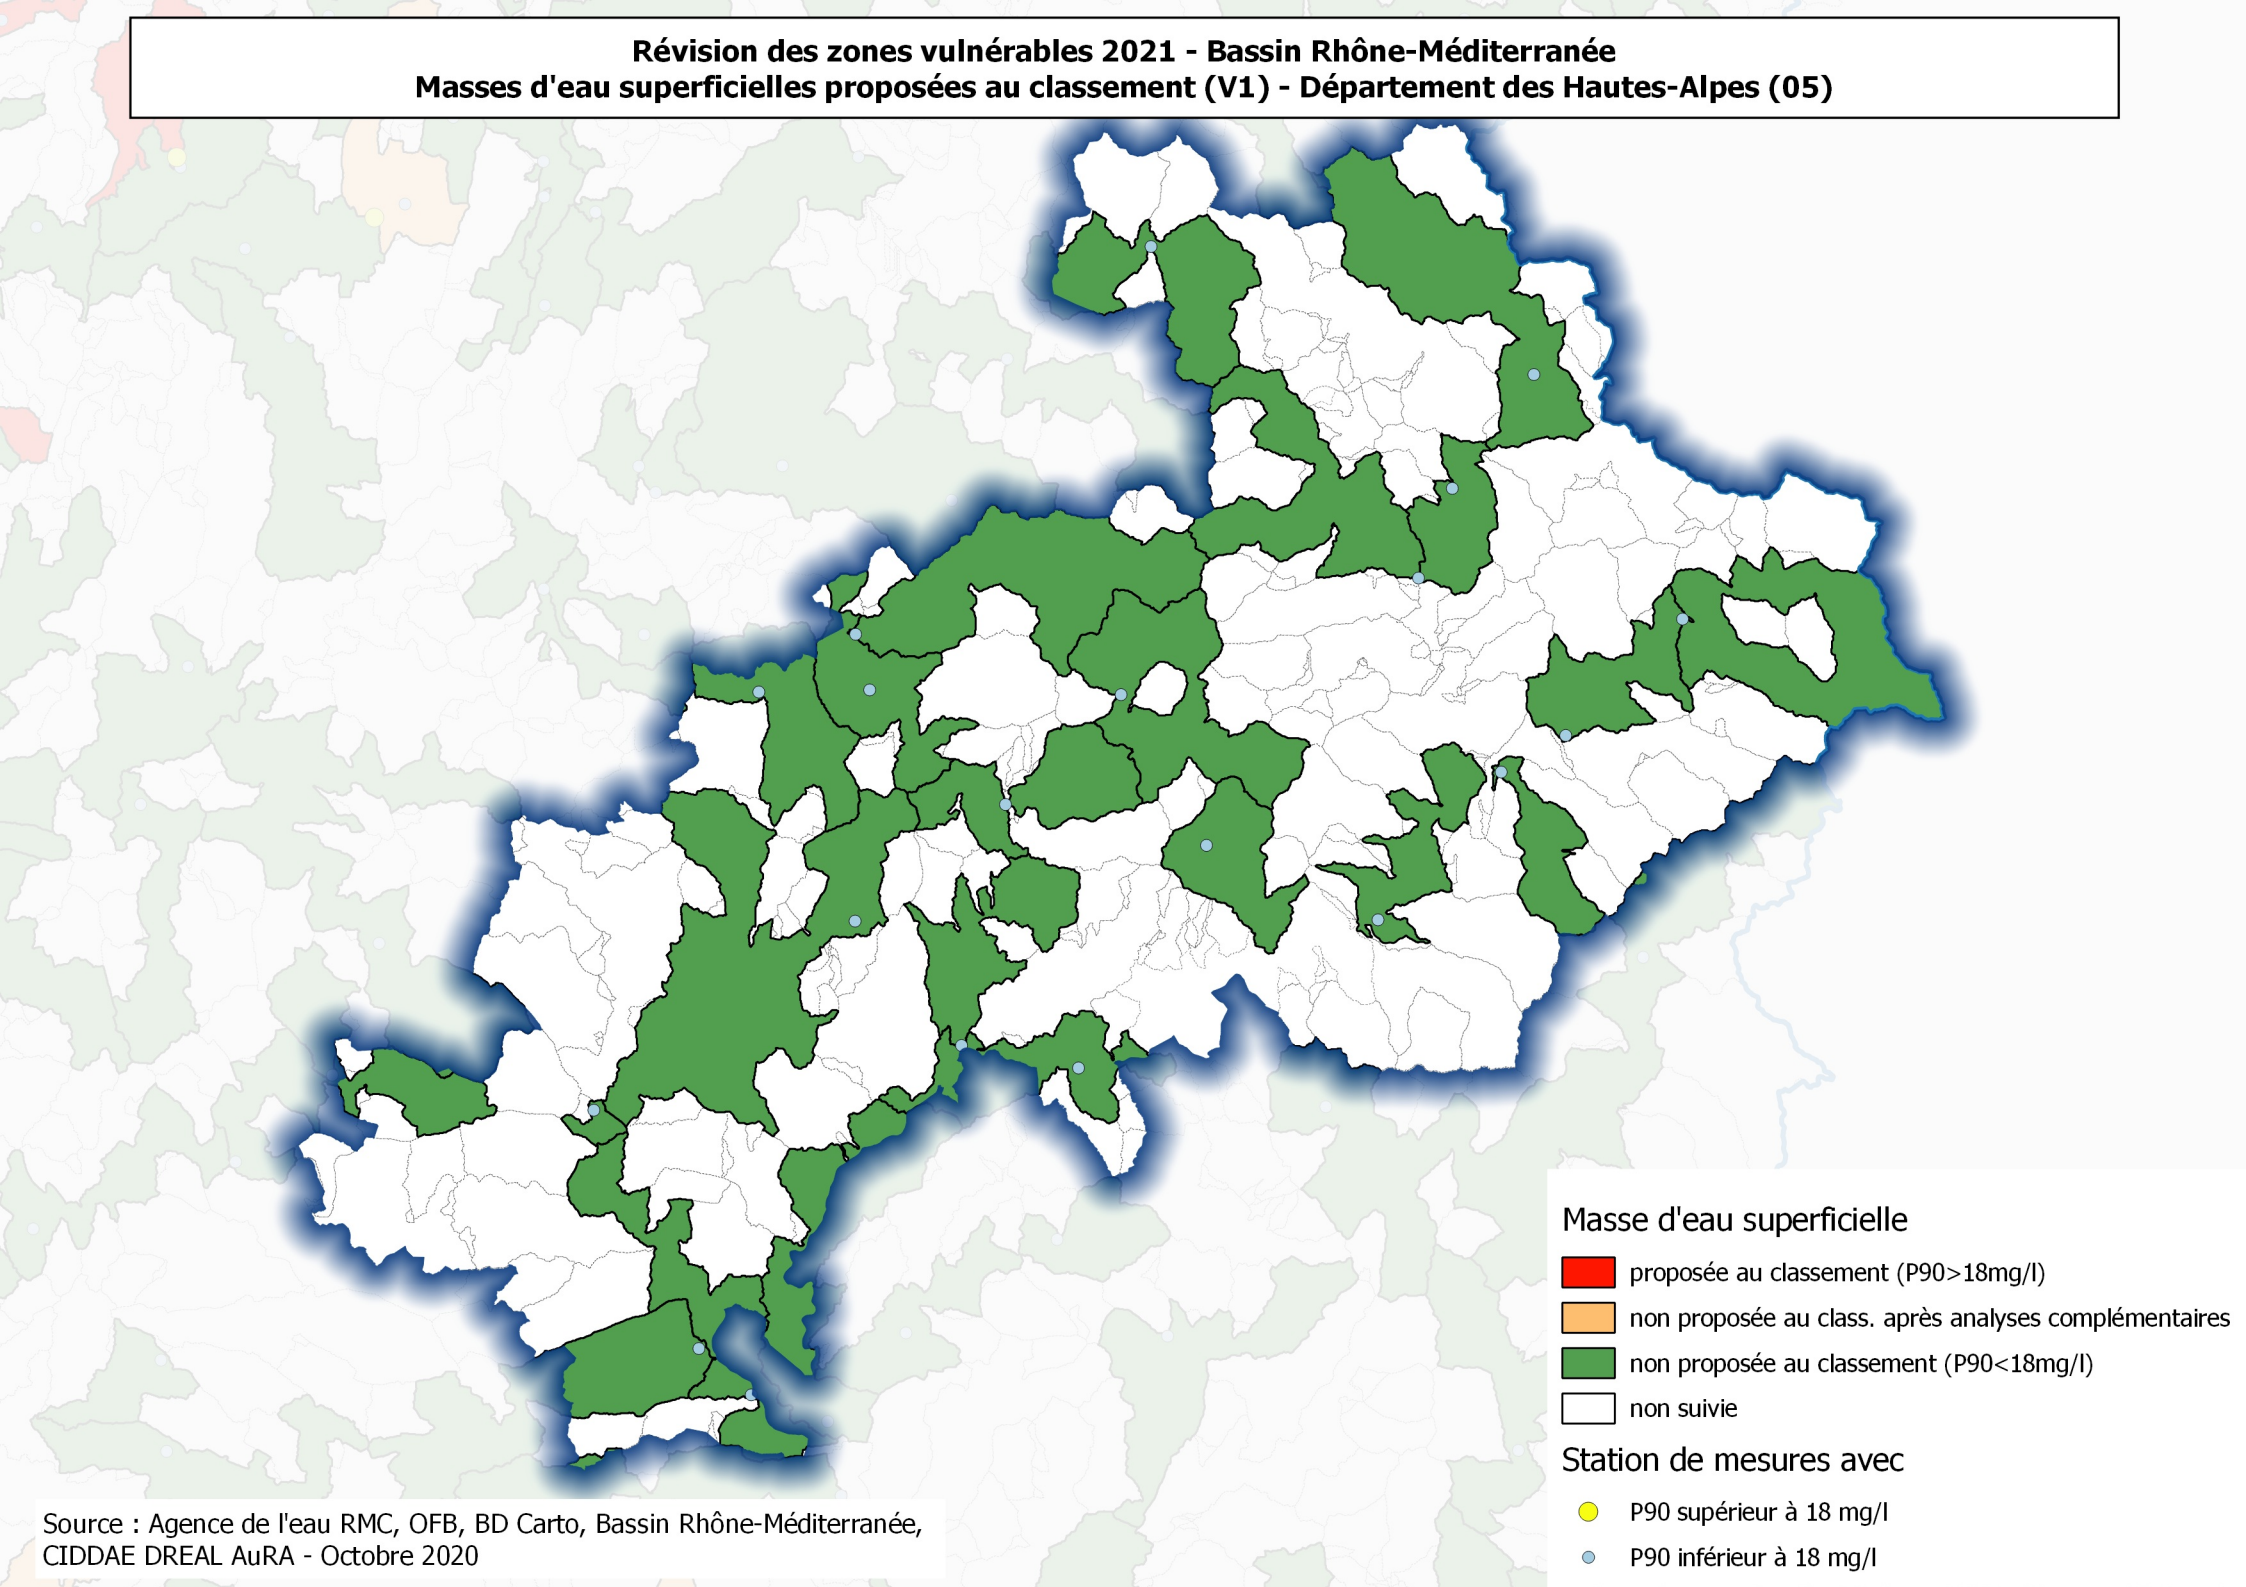 Révision des zones vulnérables 2021 - Bassin Rhône-Méditerranée
Masses d'eau superficielles proposées au classement (V1) - Département des Hautes-Alpes (05)
Masse d'eau superficielle
proposée au classement (P90>18mg/l)
non proposée au class. après analyses complémentaires
non proposée au classement (P90<18mg/l)
non suivie
Station de mesures avec
P90 supérieur à 18 mg/l
P90 inférieur à 18 mg/l
Source : Agence de l'eau RMC, OFB, BD Carto, Bassin Rhône-Méditerranée,
CIDDAE DREAL AuRA - Octobre 2020